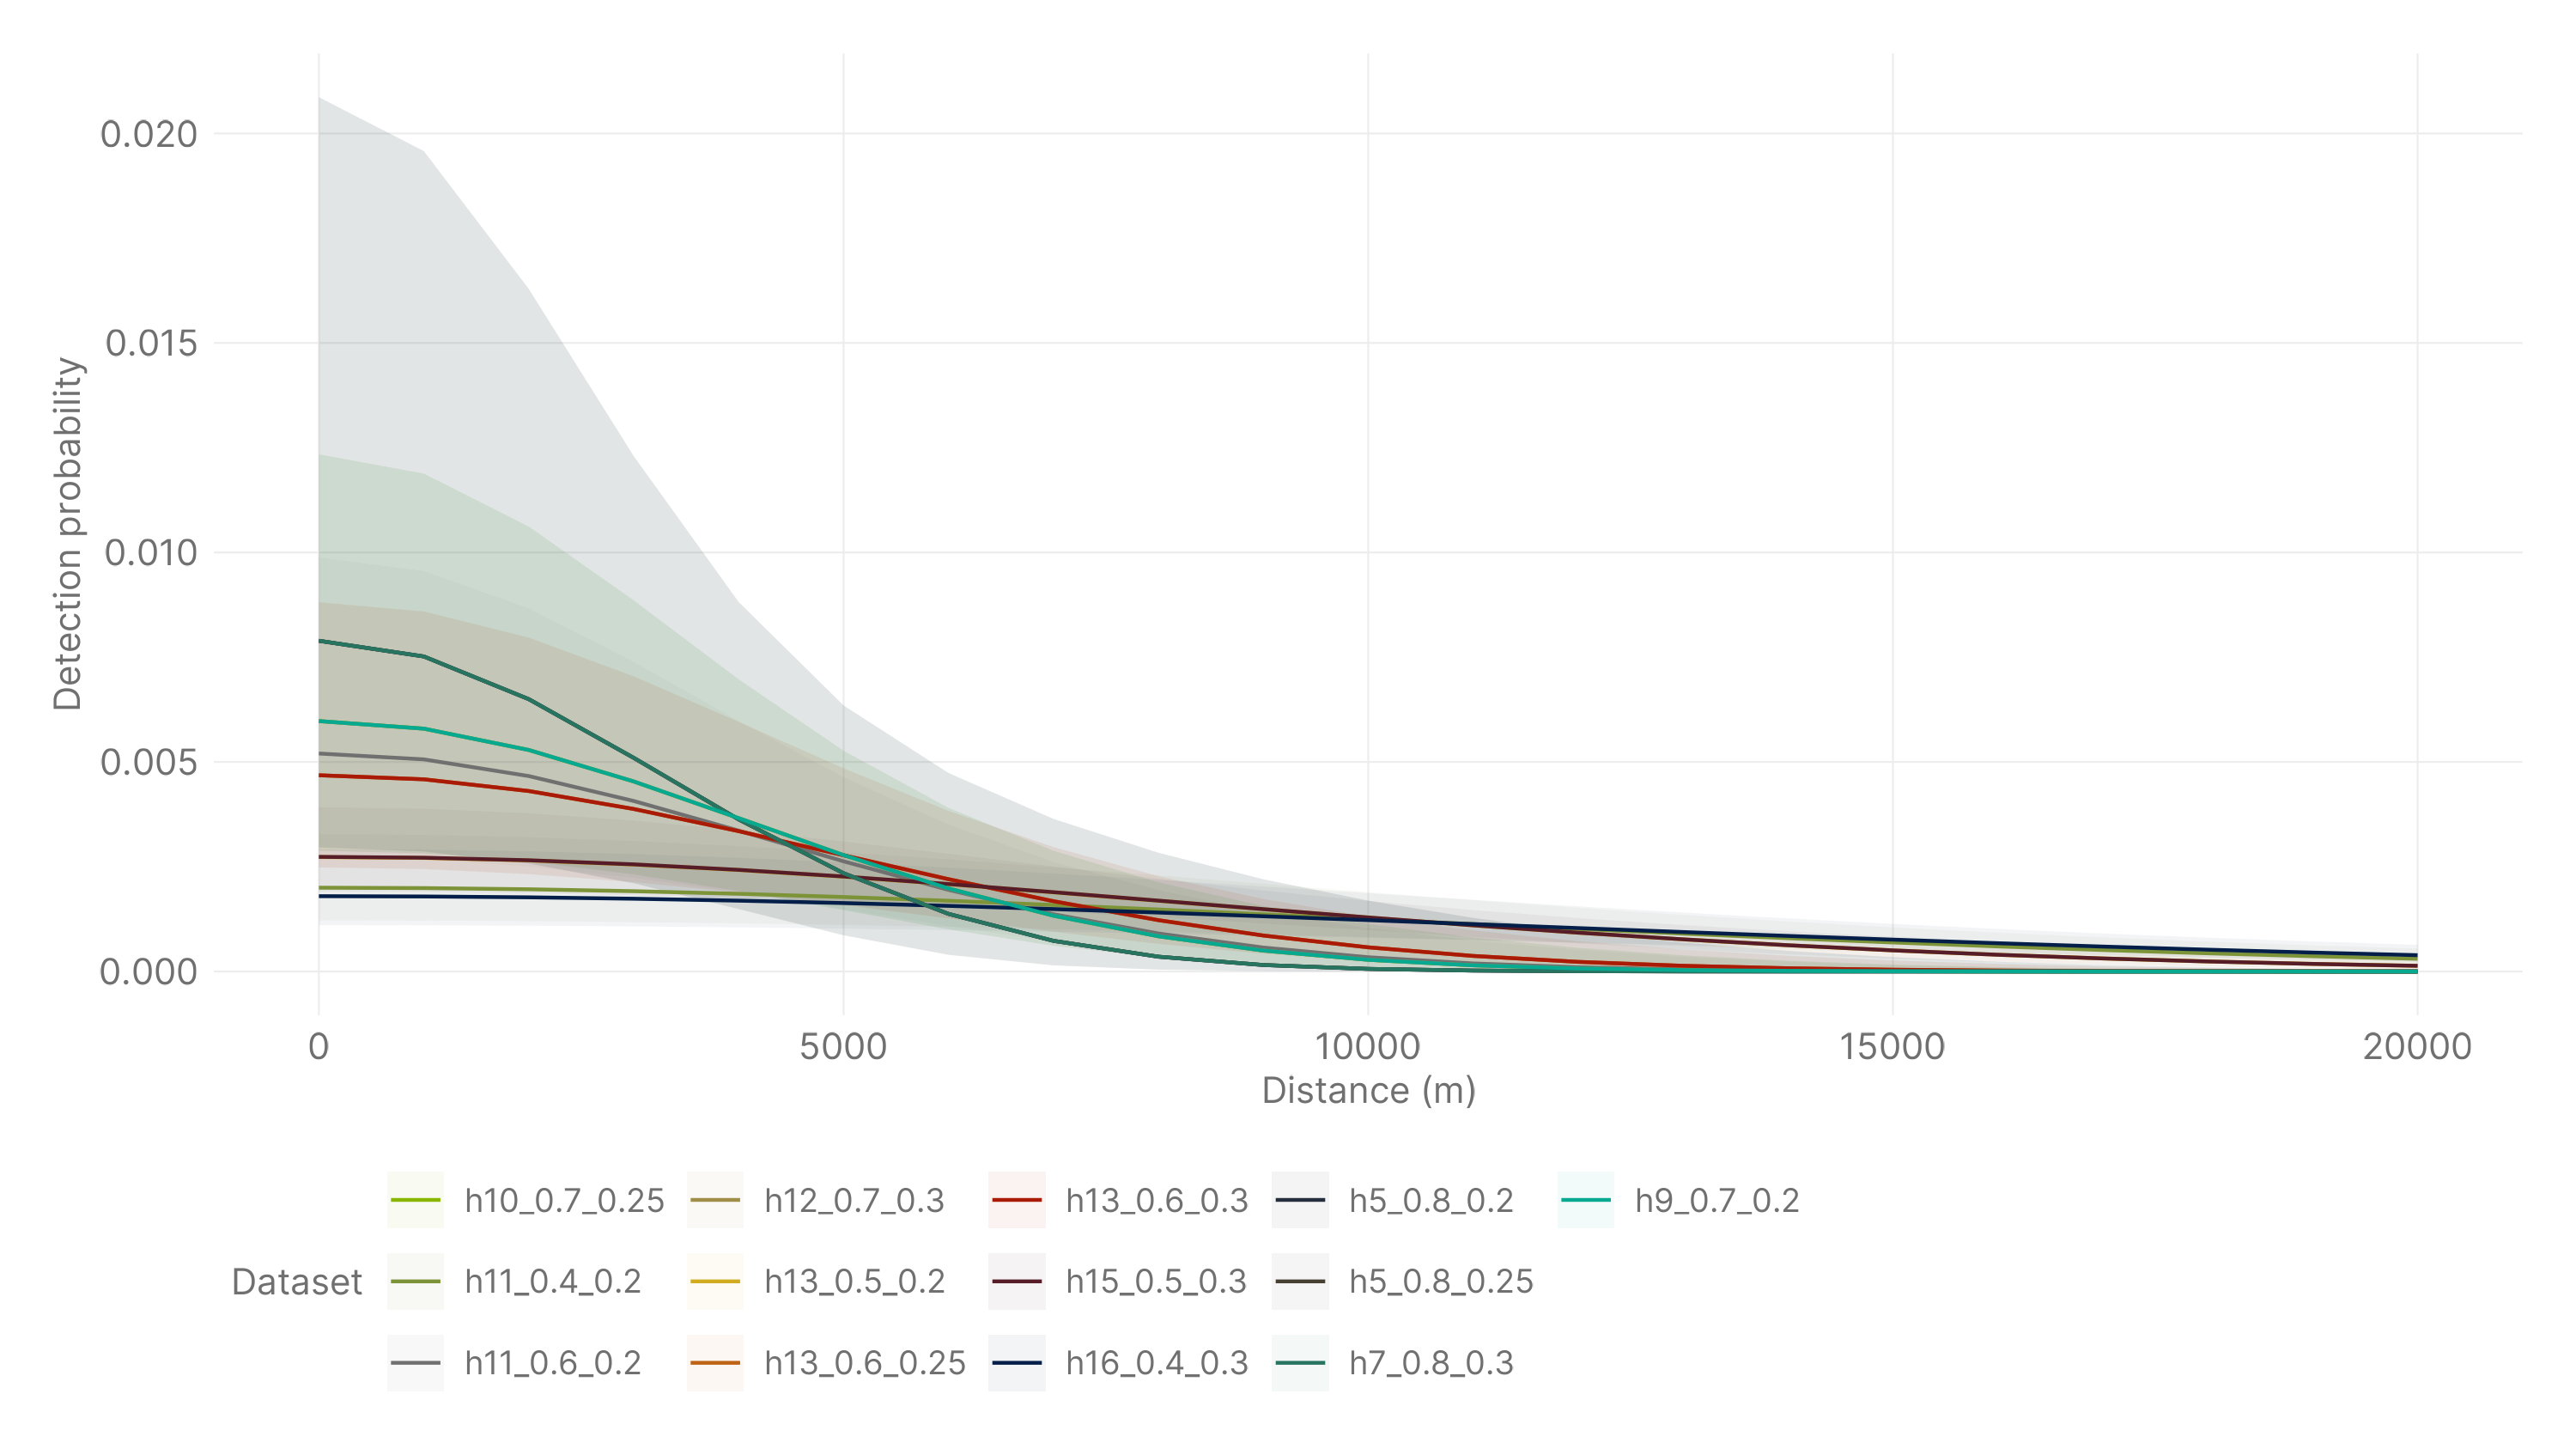 0.020
0.015
0.010
0.005
0.000
Detection probability
0 5000 10000 15000 20000
Distance (m)
h10_0.7_0.25 h12_0.7_0.3 h13_0.6_0.3 h5_0.8_0.2 h9_0.7_0.2
Dataset h11_0.4_0.2 h13_0.5_0.2 h15_0.5_0.3 h5_0.8_0.25
h11_0.6_0.2 h13_0.6_0.25 h16_0.4_0.3 h7_0.8_0.3